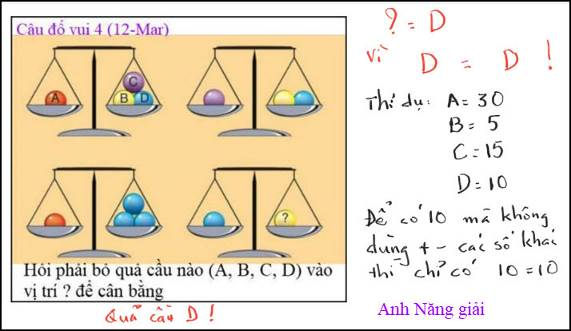 Câu đố vui 4 (12-Mar)
A
C
B D
?
Hỏi phải bỏ quả cầu nào (A, B, C, D) vào
vị trí ? để cân bằng
Quả cầu D !
? = D
Vì D = D !
Thí dụ: A = 30
B = 5
C = 15
D = 10
Để có 10 mà không
dùng + - các số khác
thì chỉ có 10 = 10
Anh Năng giải